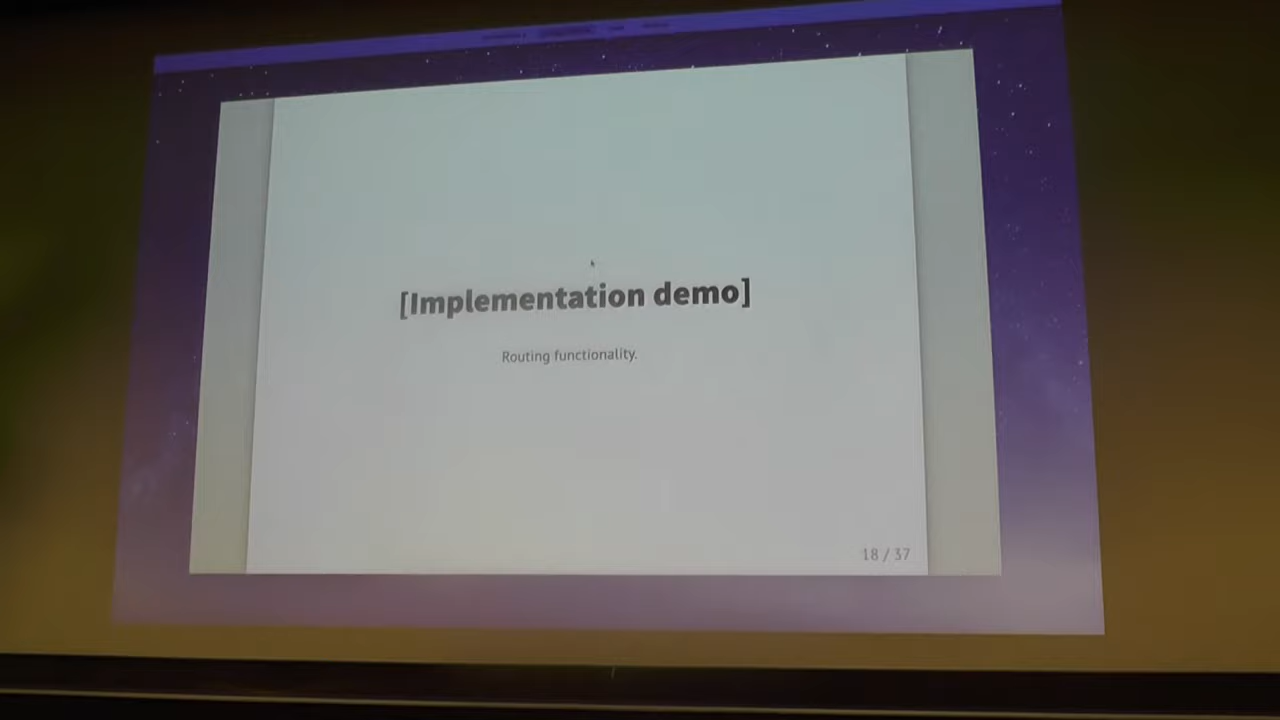 [Implementation demo]
Routing functionality.
18 / 37